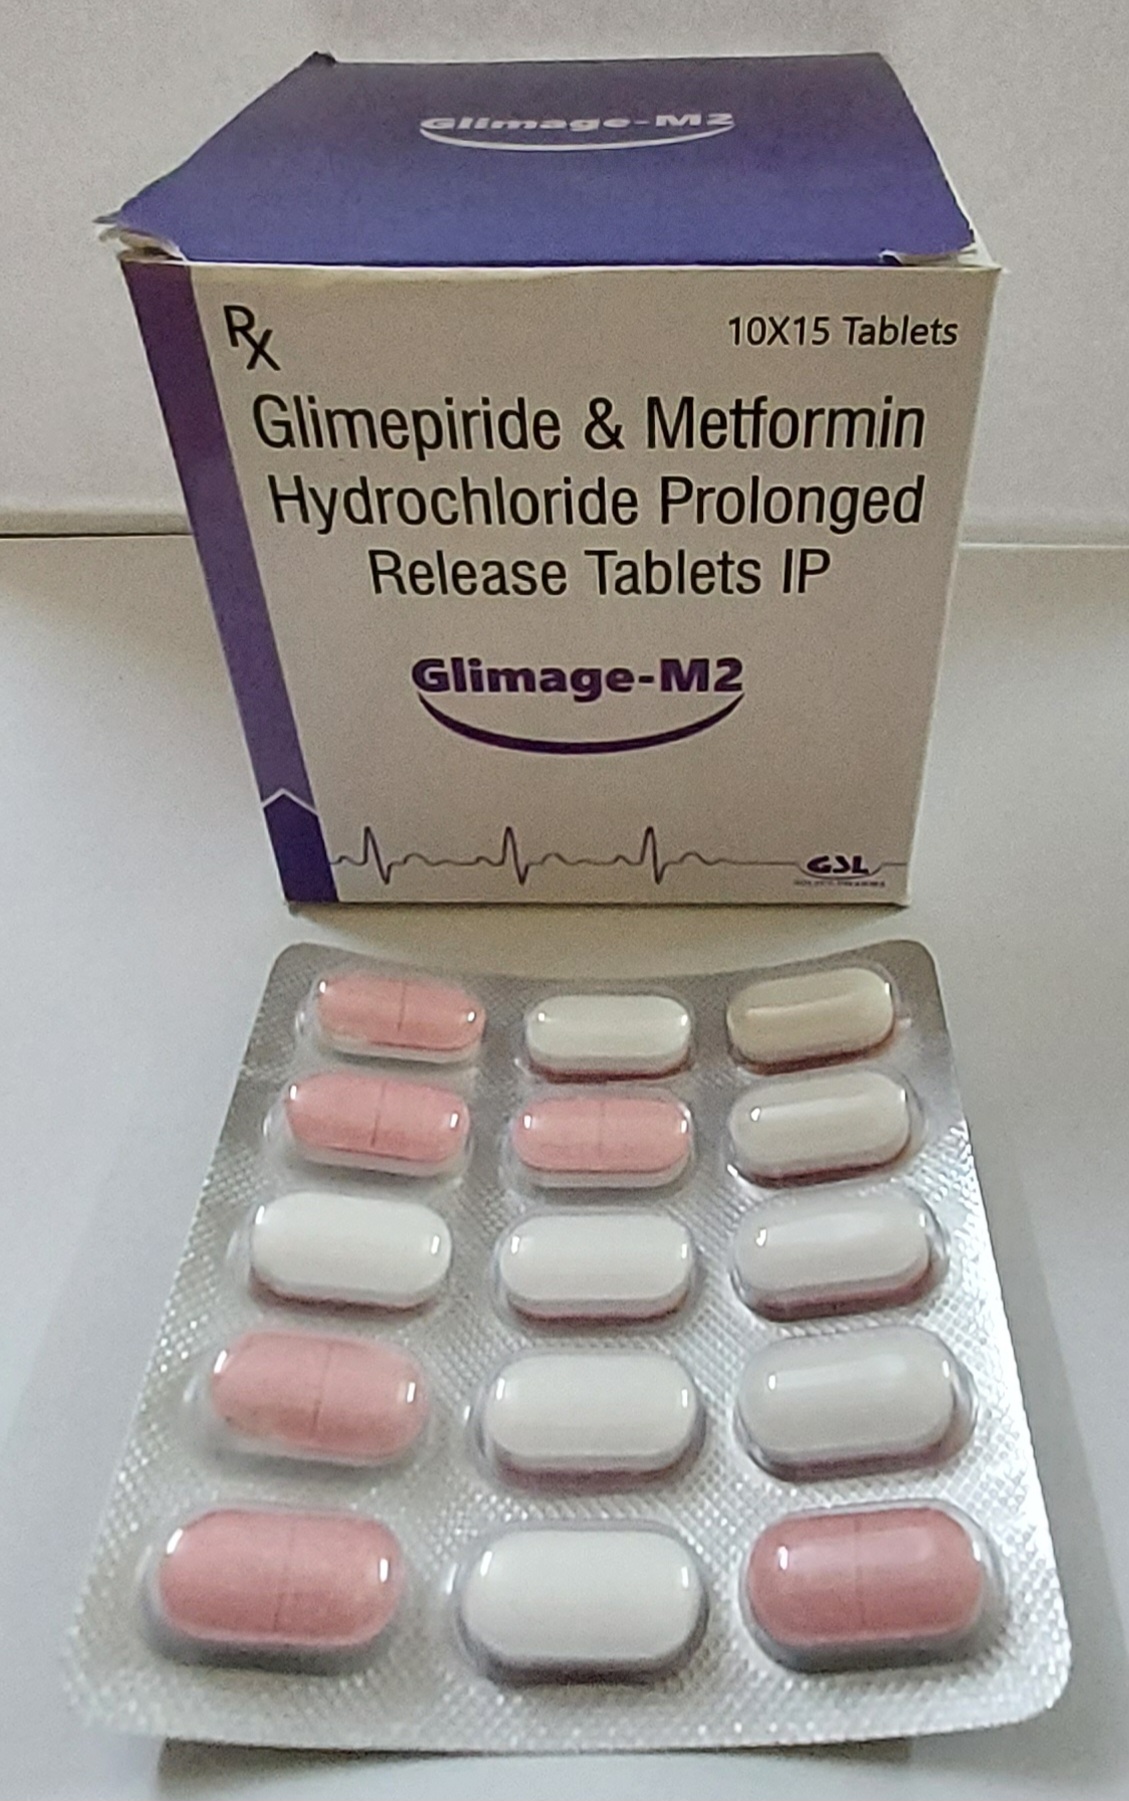 Glimage-M2
Rx
10X15 Tablets
Glimepiride & Metformin
Hydrochloride Prolonged
Release Tablets IP
Glimage-M2
GSL